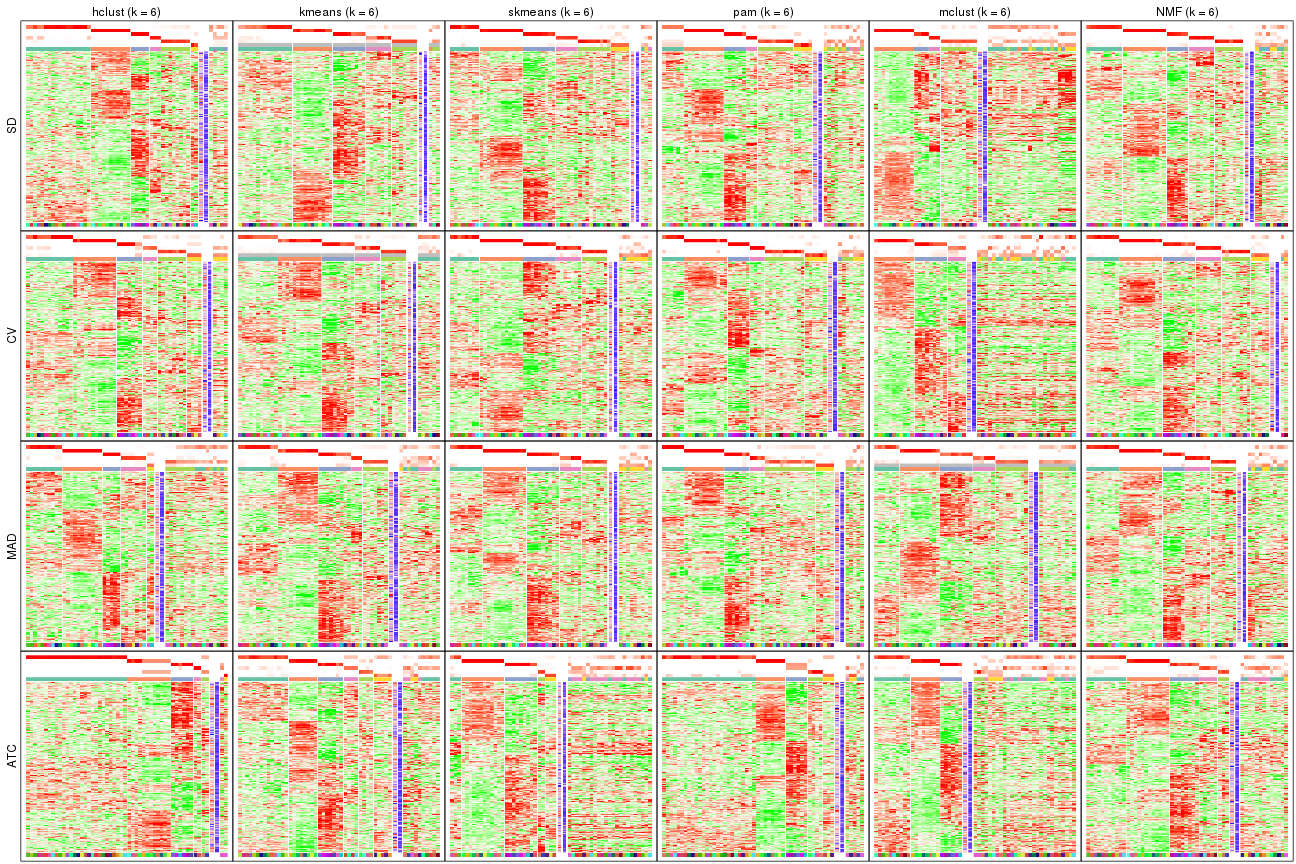 hclust (k = 6) kmeans (k = 6) skmeans (k = 6) pam (k = 6) mclust (k = 6) NMF (k = 6)
SD
CV
MAD
ATC